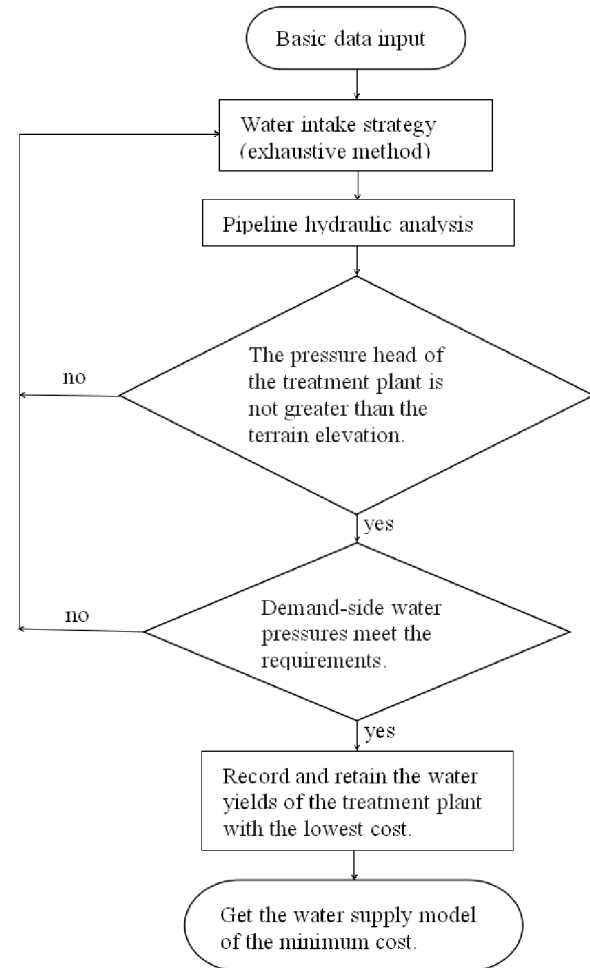 Basic data input
Water intake strategy
(exhaustive method)
Pipeline hydraulic analysis
The pressure head of
the treatment plant is
not greater than the
terrain elevation.
no
yes
Demand-side water
pressures meet the
requirements.
no
yes
Record and retain the water
yields of the treatment plant
with the lowest cost.
Get the water supply model
of the minimum cost.